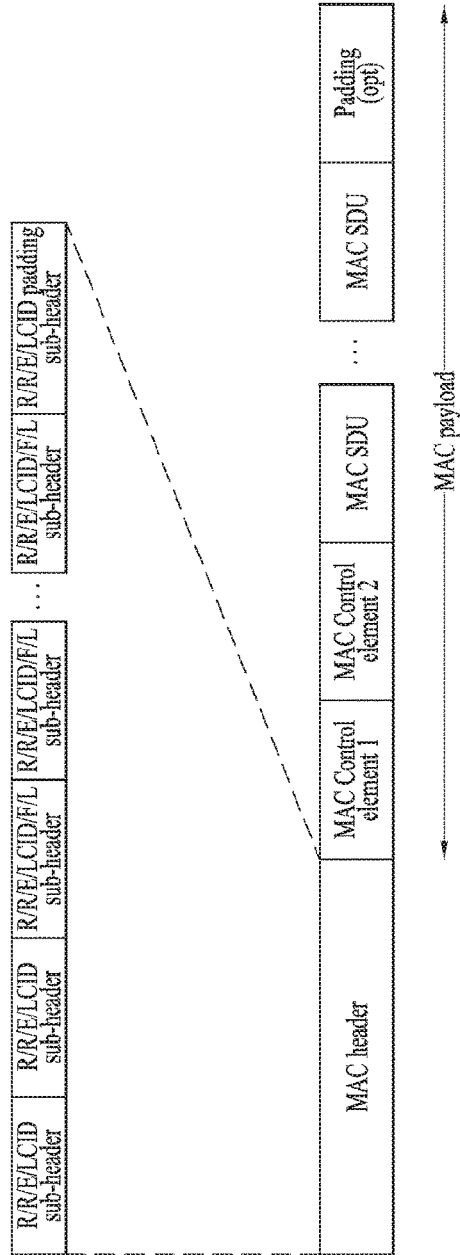 R/R/E/LCID
sub-header
R/R/E/LCID
sub-header
R/R/E/LCID/F/L
sub-header
R/R/E/LCID/F/L
sub-header
...
R/R/E/LCID/F/L
sub-header
R/R/E/LCID padding
sub-header
MAC header
MAC Control
element 1
MAC Control
element 2
MAC SDU
...
MAC SDU
Padding
(opt)
MAC payload